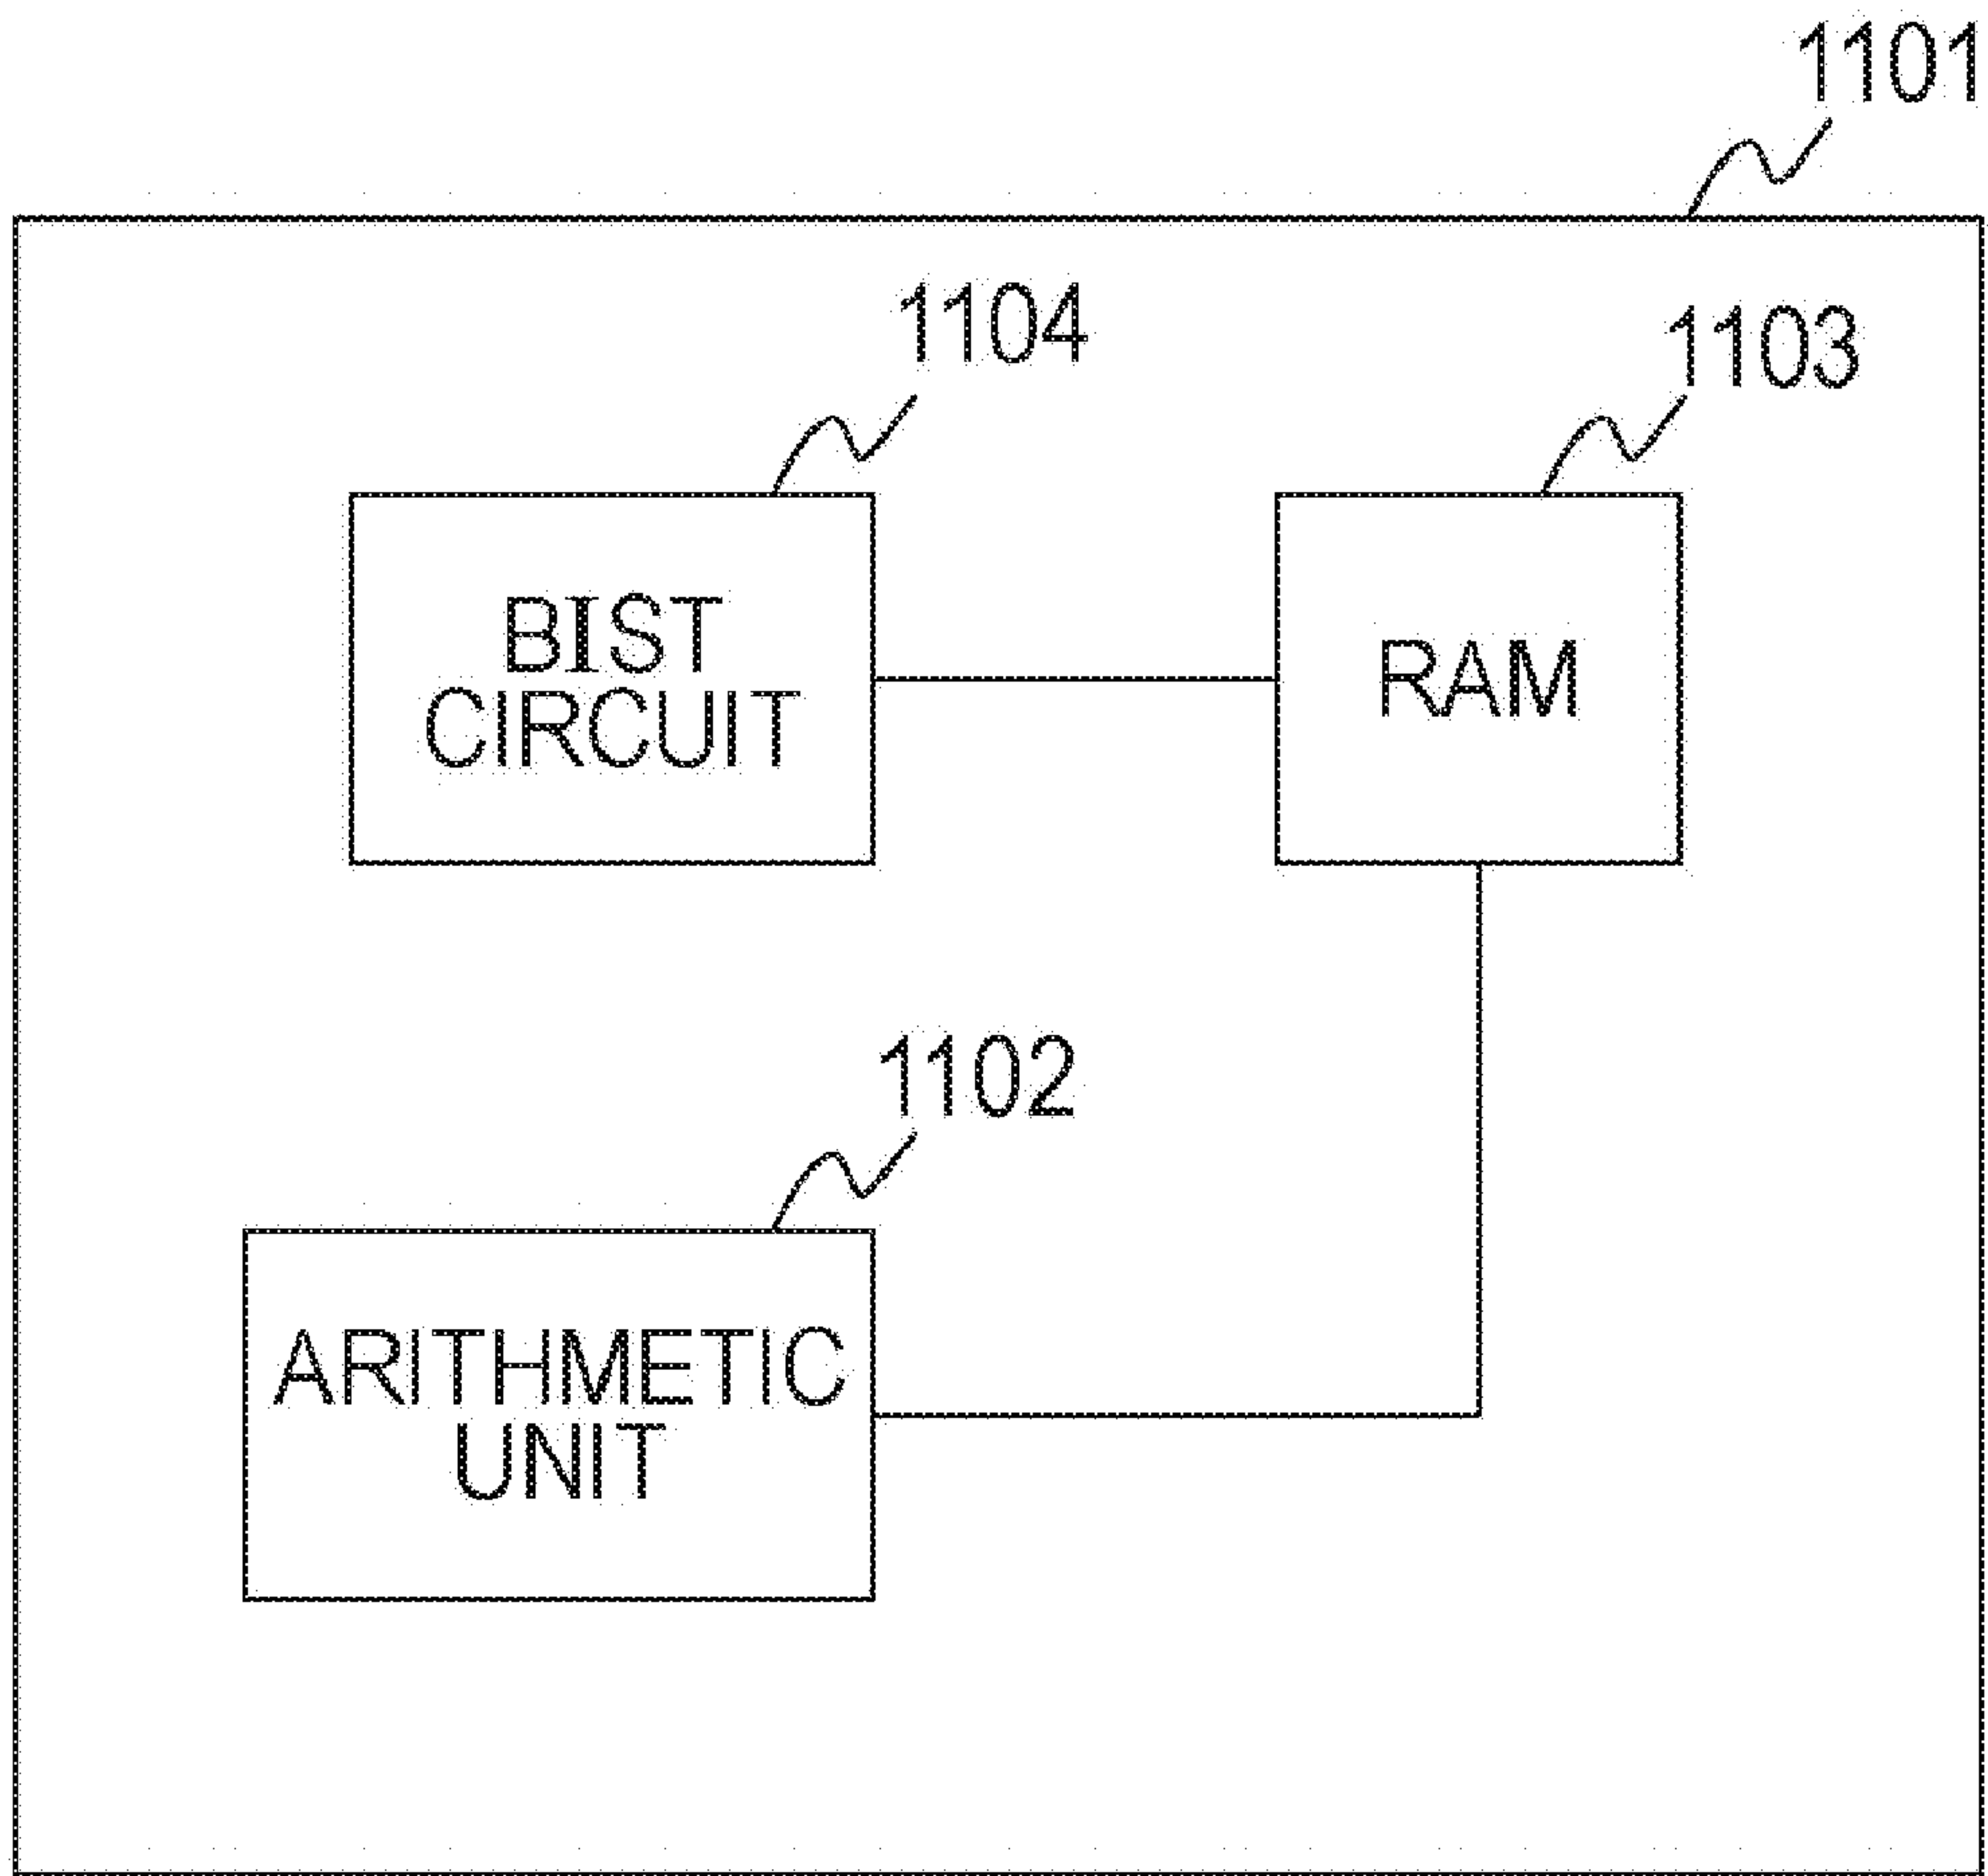 1101
1104
1103
BIST
CIRCUIT
RAM
1102
ARITHMETIC
UNIT